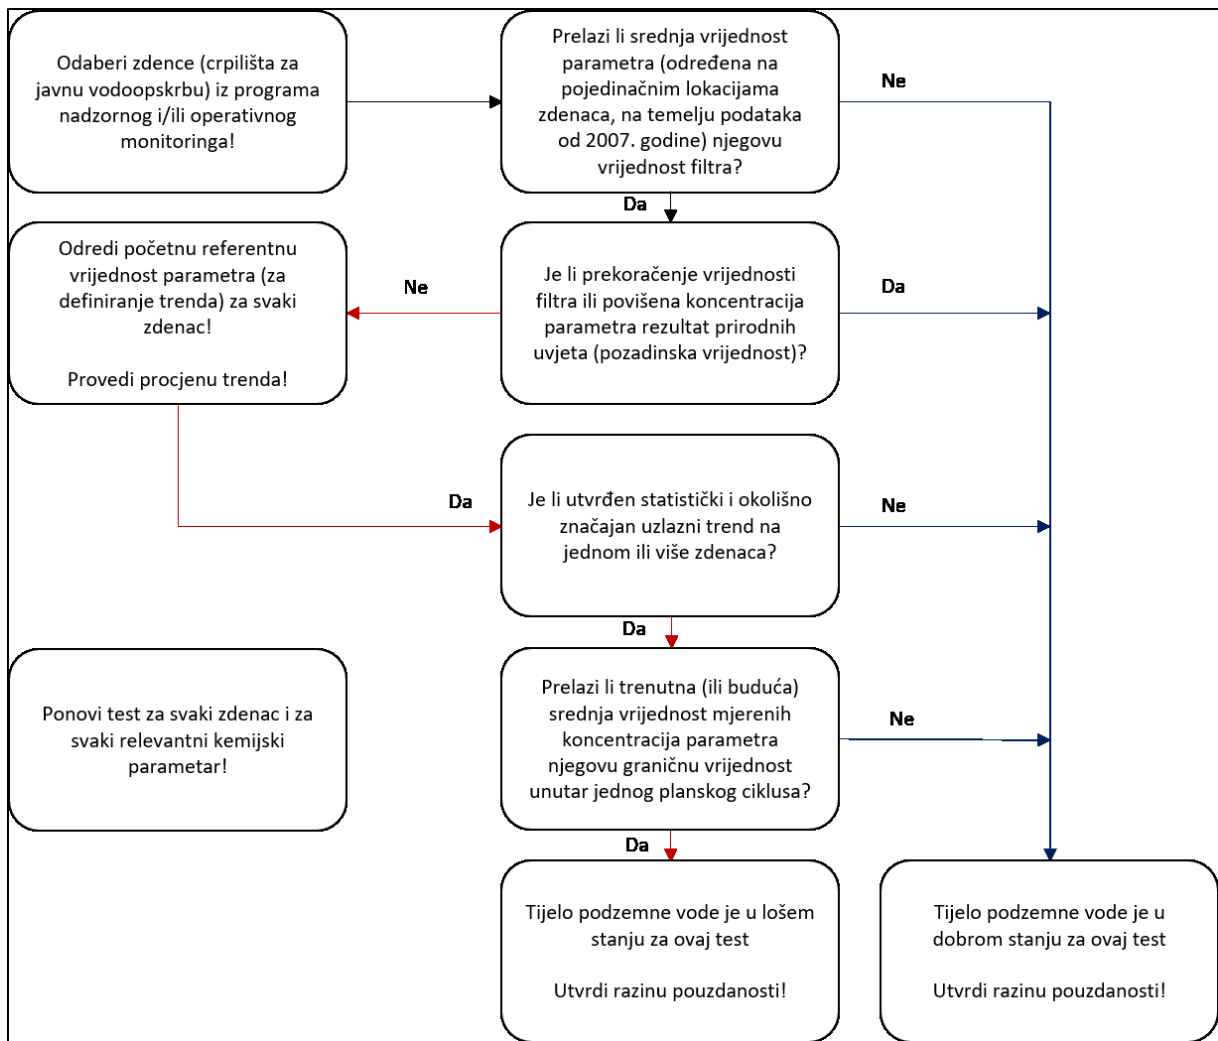 Odaberi zdence (crpilišta za
javnu vodoopskrbu) iz programa
nadzornog i/ili operativnog
monitoringa!
Prelazi li srednja vrijednost
parametra (određena na
pojedinačnim lokacijama
zdenaca, na temelju podataka
od 2007. godine) njegovu
vrijednost filtra?
Ne
Da
Odredi početnu referentnu
vrijednost parametra (za
definiranje trenda) za svaki
zdenac!
Provedi procjenu trenda!
Ne
Je li prekoračenje vrijednosti
filtra ili povišena koncentracija
parametra rezultat prirodnih
uvjeta (pozadinska vrijednost)?
Da
Da
Je li utvrđen statistički i okolišno
značajan uzlazni trend na
jednom ili više zdenaca?
Ne
Da
Ponovi test za svaki zdenac i za
svaki relevantni kemijski
parametar!
Prelazi li trenutna (ili buduća)
srednja vrijednost mjerenih
koncentracija parametra
njegovu graničnu vrijednost
unutar jednog planskog ciklusa?
Ne
Da
Tijelo podzemne vode je u lošem
stanju za ovaj test
Utvrdi razinu pouzdanosti!
Tijelo podzemne vode je u
dobrom stanju za ovaj test
Utvrdi razinu pouzdanosti!